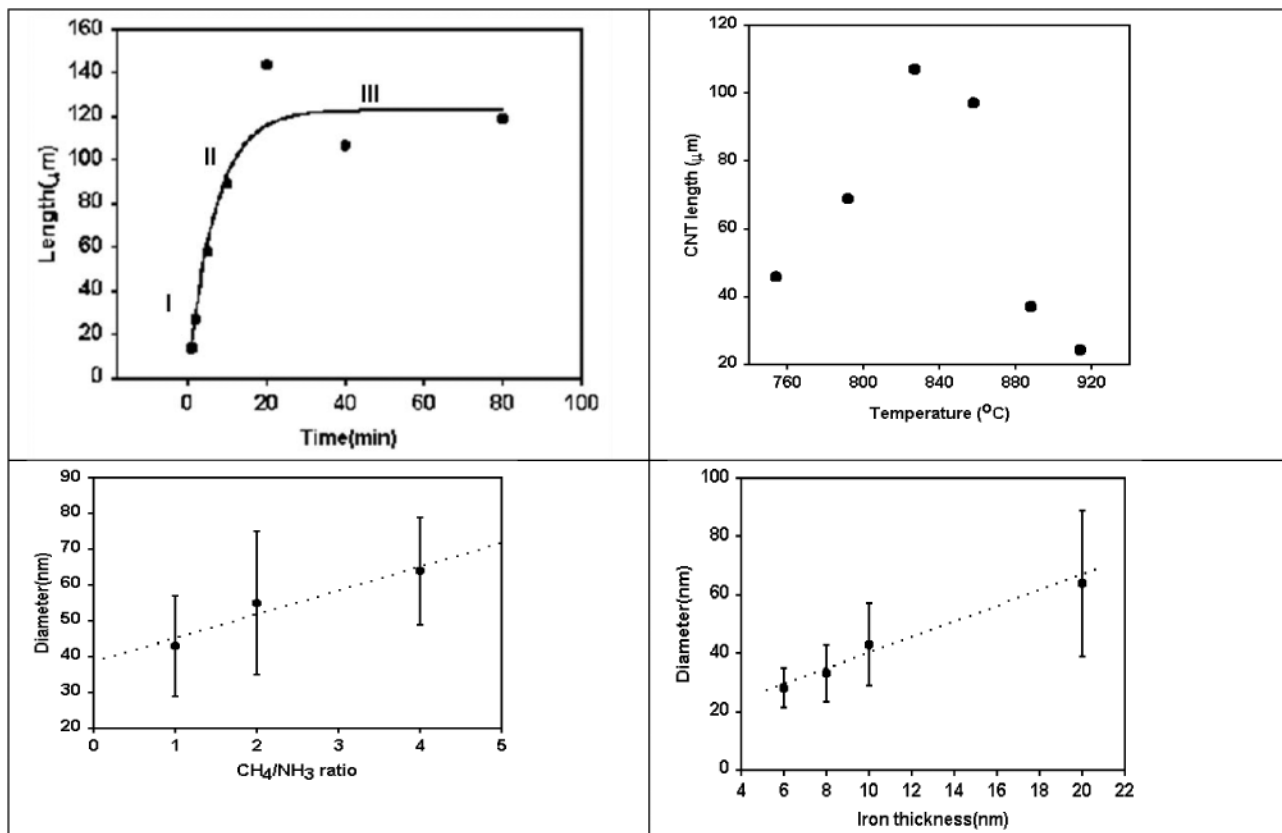 160
140
120
100
80
60
40
20
0
Length(μm)
I
II
III
0 20 40 60 80 100
Time(min)
120
100
80
60
40
20
CNT length (μm)
760 800 840 880 920
Temperature (°C)
90
80
70
60
50
40
30
20
Diameter(nm)
0 1 2 3 4 5
CH₄/NH₃ ratio
100
80
60
40
20
0
Diameter(nm)
4 6 8 10 12 14 16 18 20 22
Iron thickness(nm)